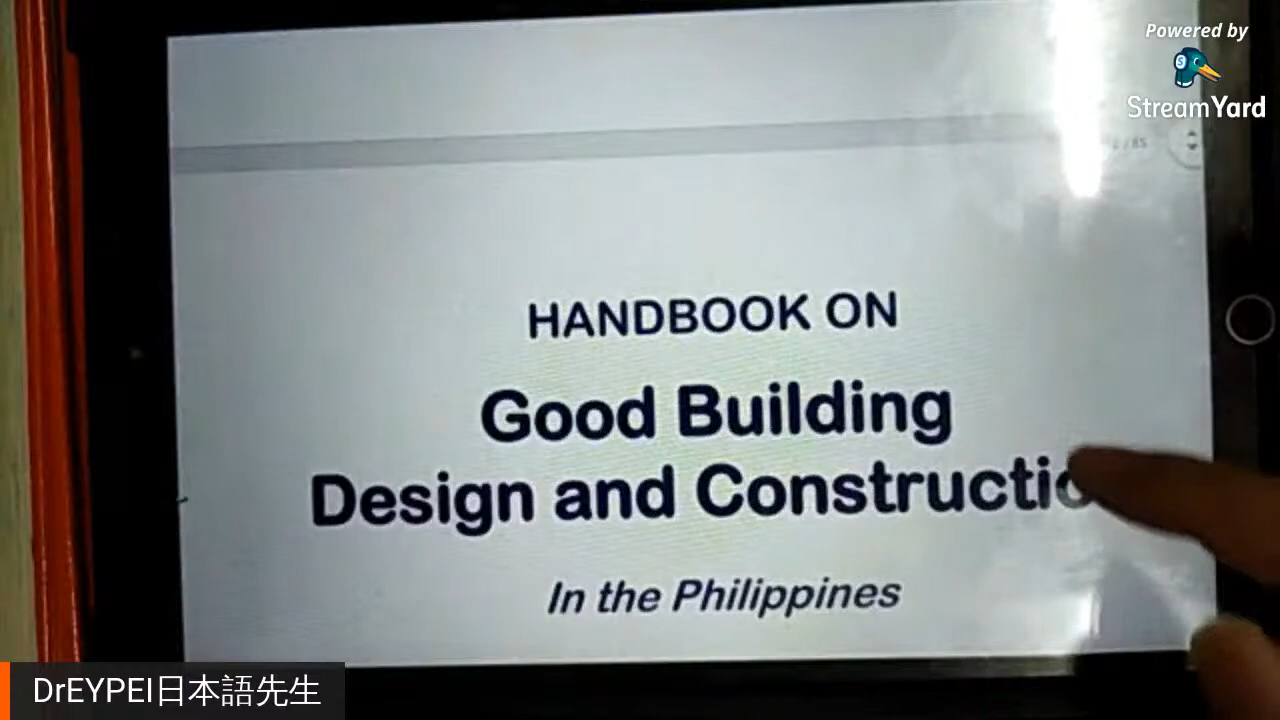 Powered by
StreamYard
HANDBOOK ON
Good Building
Design and Constructio
In the Philippines
DrEYPEI日本語先生